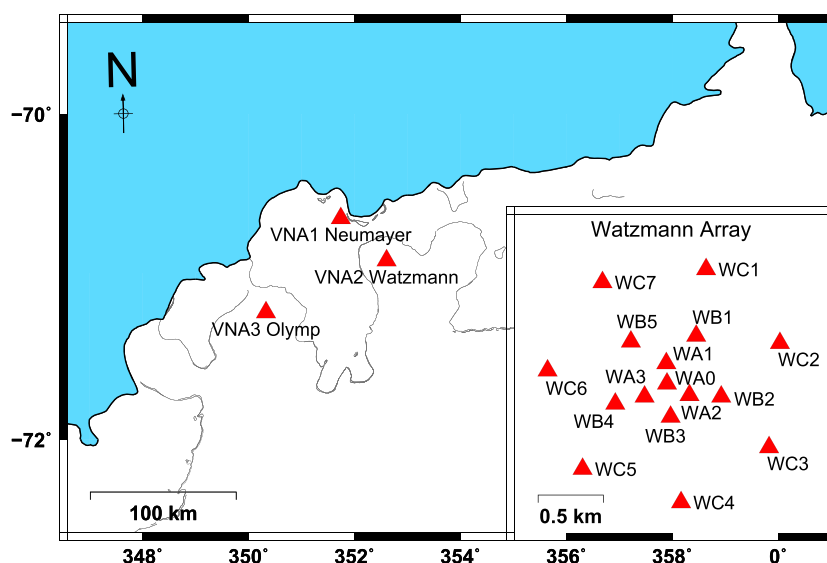 N
−70˚
−72˚
VNA1 Neumayer
VNA2 Watzmann
VNA3 Olymp
100 km
Watzmann Array
WC1
WC7
WB1
WB5
WC2
WA1
WA3
WA0
WC6
WB2
WB4
WA2
WB3
WC3
WC5
WC4
0.5 km
348˚
350˚
352˚
354˚
356˚
358˚
0˚